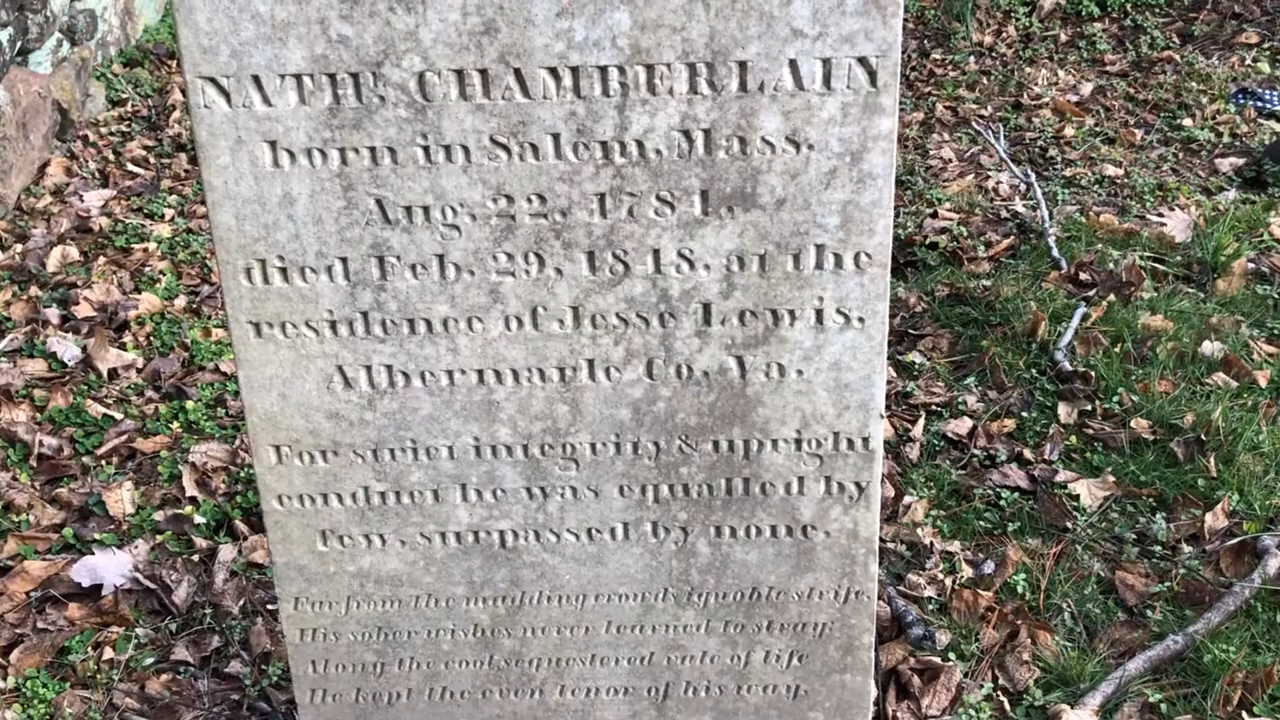 NATHL. CHAMBERLAIN
born in Salem, Mass.
Aug. 22, 1784,
died Feb. 29, 1848, at the
residence of Jesse Lewis,
Albermarle Co. Va.
For strict integrity & upright
conduct he was equalled by
few, surpassed by none.
Far from the madding crowds ignoble strife,
His sober wishes never learned to stray;
Along the cool sequestered vale of life
He kept the even tenor of his way.